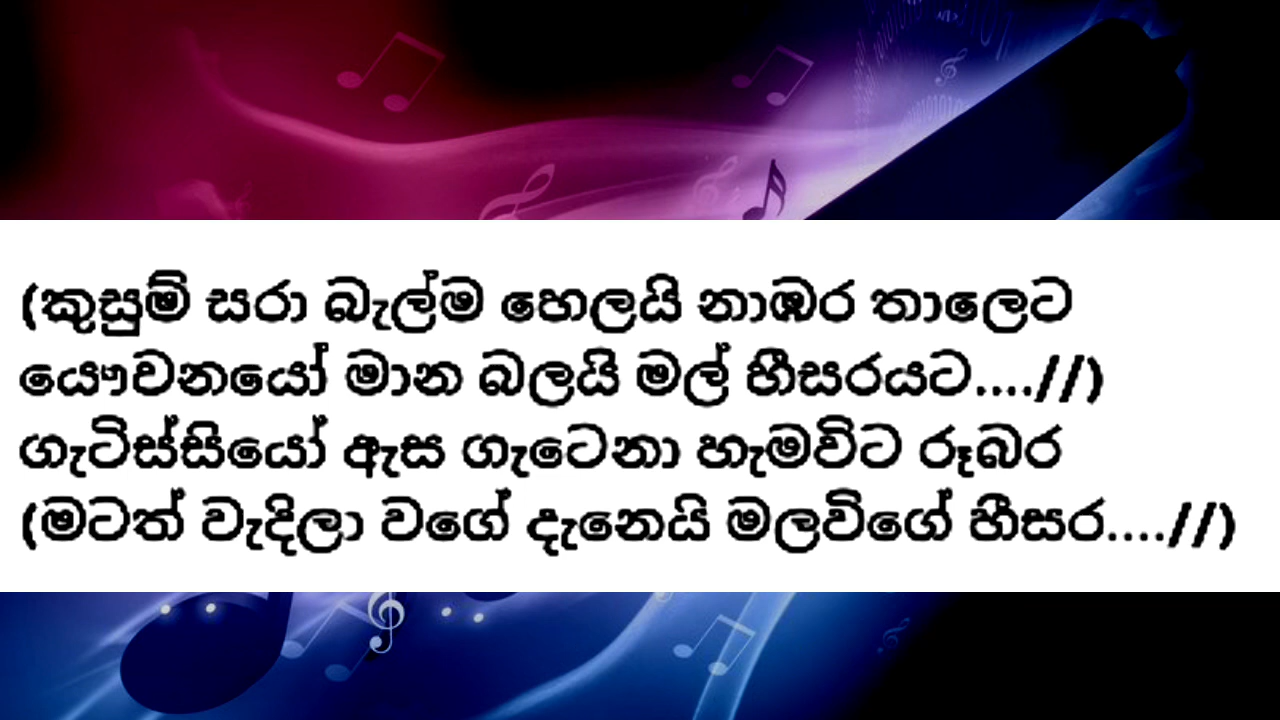 (කුසුම් සරා බැල්ම හෙලයි නාඹර තාලෙට
යෞවනයෝ මාන බලයි මල් හීසරයට....//)
ගැටිස්සියෝ ඇස ගැටෙනා හැමවිට රූබර
(මටත් වැදිලා වගේ දැනෙයි මලවිගේ හීසර....//)